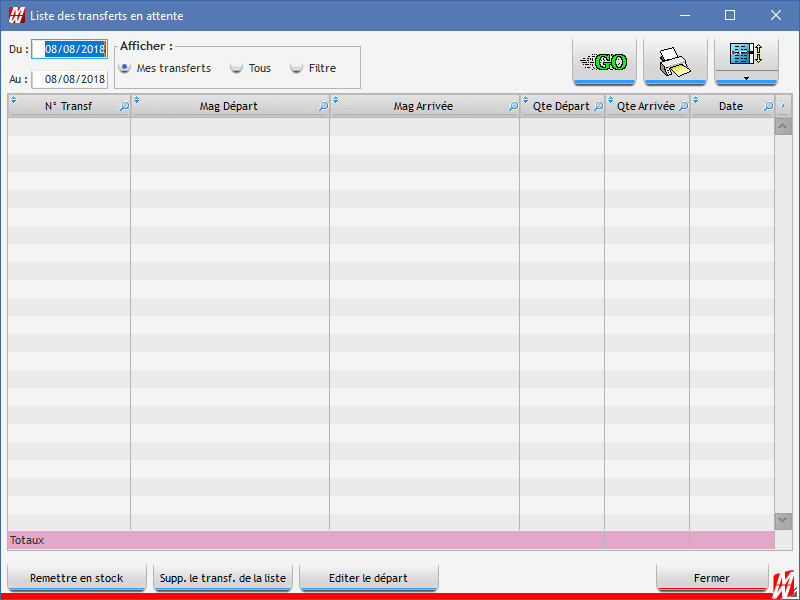 Liste des transferts en attente
Du : 08/08/2018
Au : 08/08/2018
Afficher :
Mes transferts Tous Filtre
GO
N° Transf Mag Départ Mag Arrivée Qte Départ Qte Arrivée Date
Totaux
Remettre en stock Supp. le transf. de la liste Editer le départ Fermer